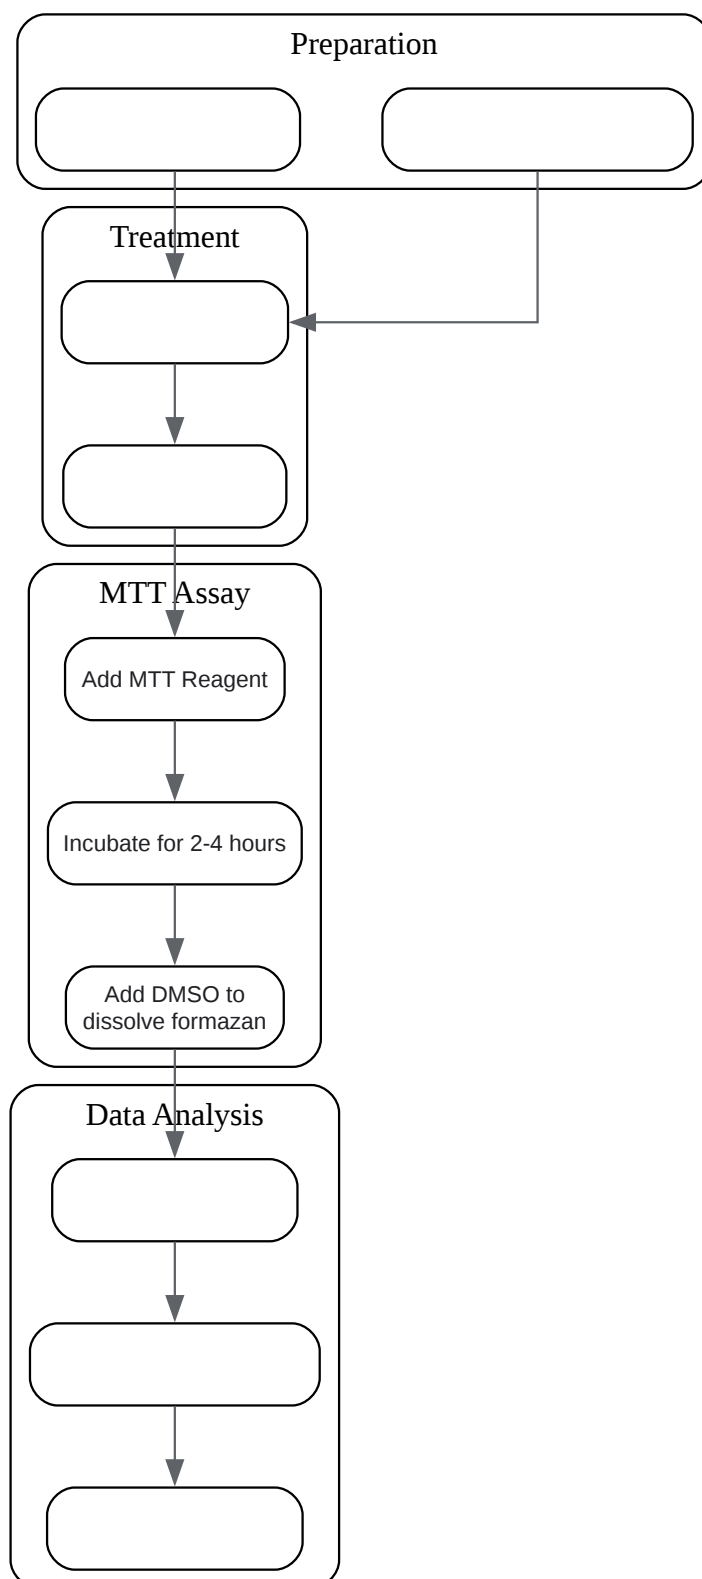 Preparation
Treatment
MTT Assay
Add MTT Reagent
Incubate for 2-4 hours
Add DMSO to
dissolve formazan
Data Analysis